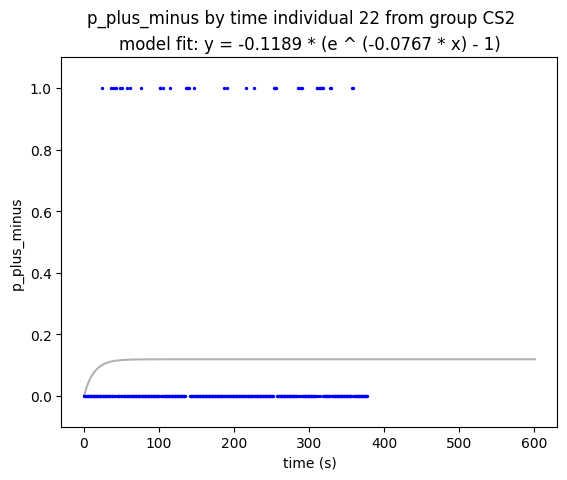 p_plus_minus by time individual 22 from group CS2
model fit: y = -0.1189 * (e ^ (-0.0767 * x) - 1)
1.0
0.8
0.6
0.4
0.2
0.0
p_plus_minus
0 100 200 300 400 500 600
time (s)